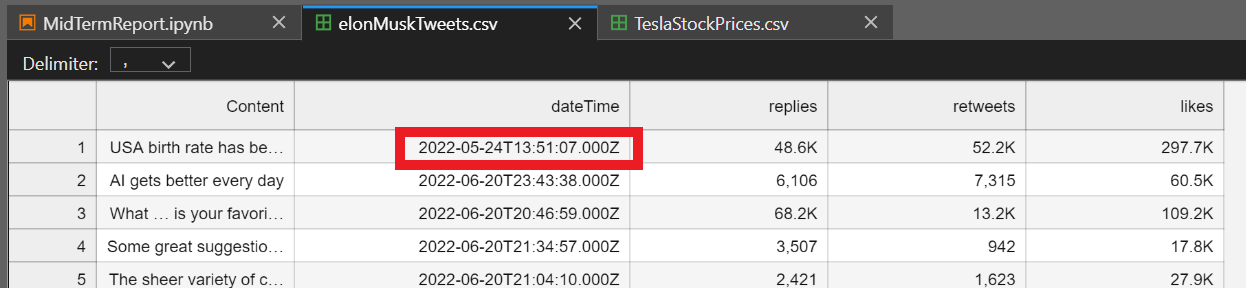 MidTermReport.ipynb elonMuskTweets.csv TeslaStockPrices.csv
Delimiter: ,
Content dateTime replies retweets likes
1 USA birth rate has be… 2022-05-24T13:51:07.000Z 48.6K 52.2K 297.7K
2 AI gets better every day 2022-06-20T23:43:38.000Z 6,106 7,315 60.5K
3 What … is your favori… 2022-06-20T20:46:59.000Z 68.2K 13.2K 109.2K
4 Some great suggestio… 2022-06-20T21:34:57.000Z 3,507 942 17.8K
5 The sheer variety of c… 2022-06-20T21:04:10.000Z 2,421 1,623 27.9K